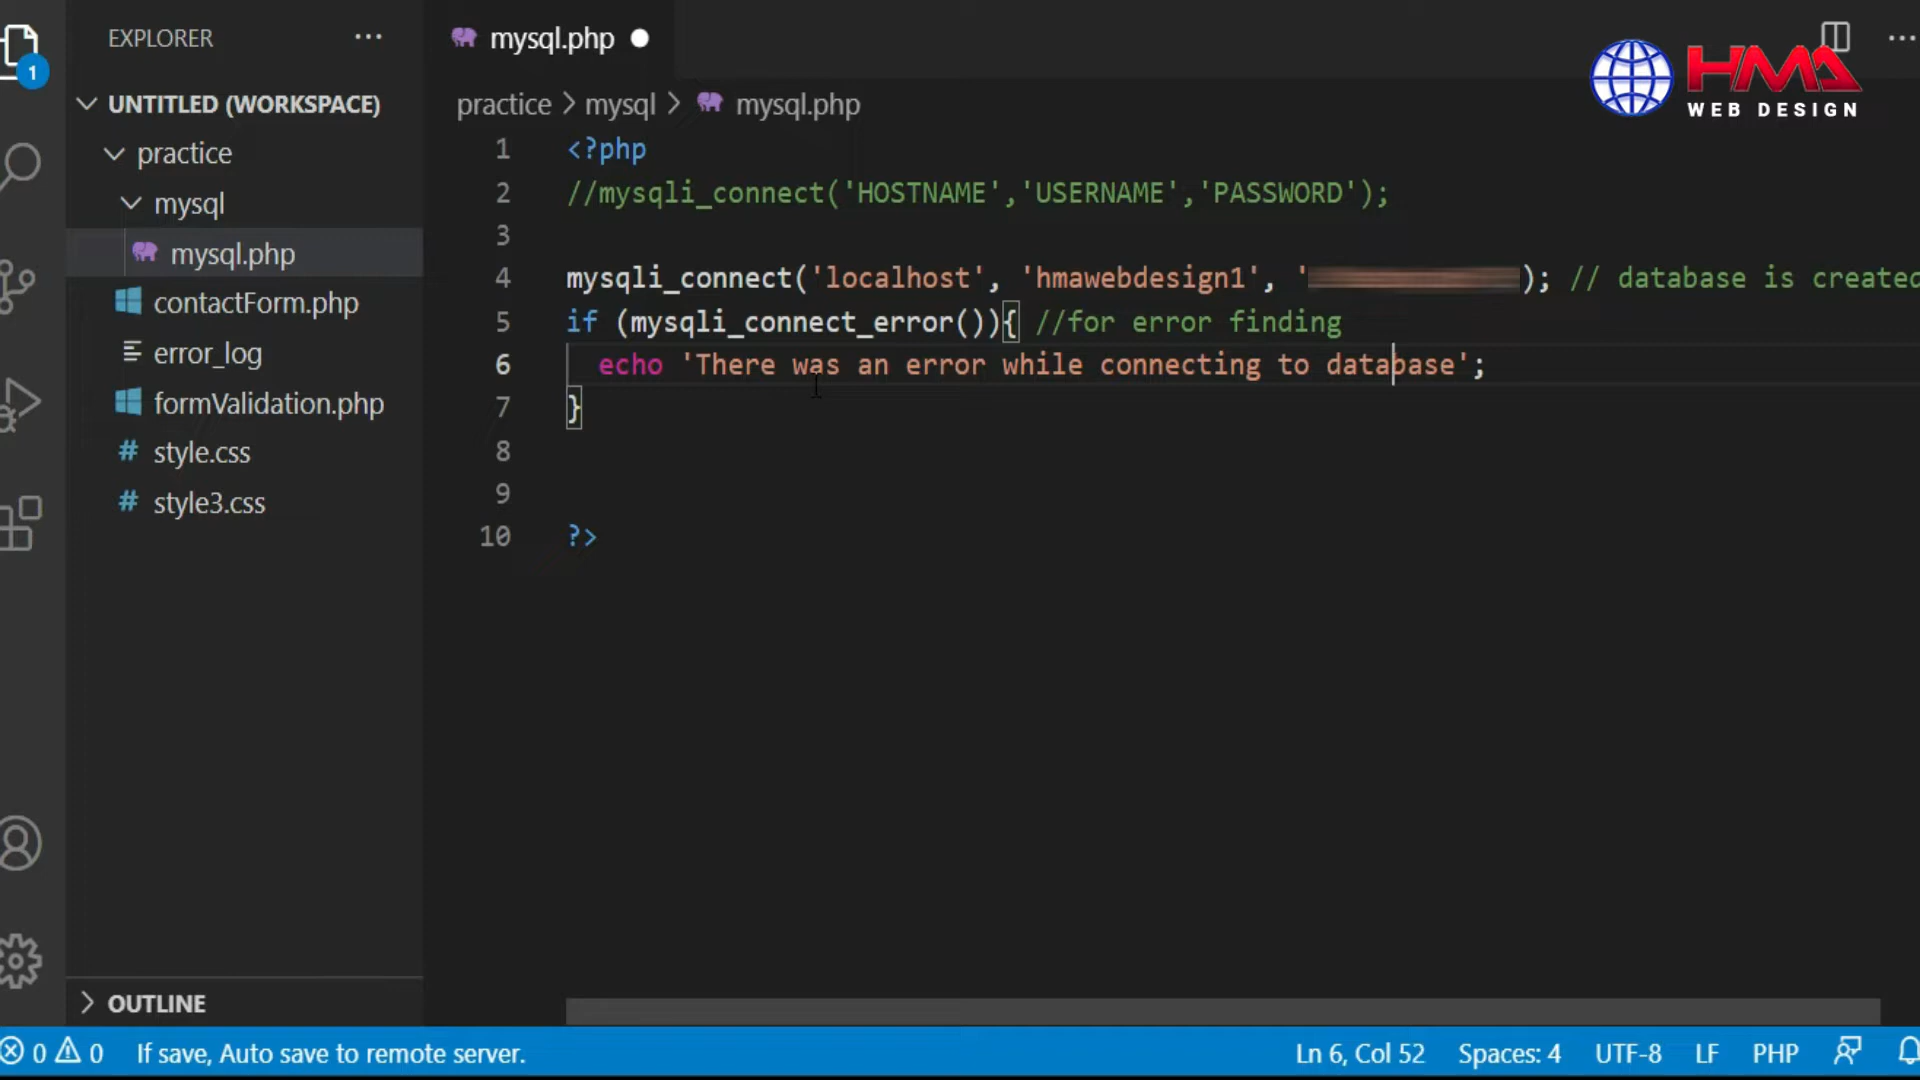 EXPLORER
mysql.php
HMA
WEB DESIGN
1
UNTITLED (WORKSPACE)
practice
mysql
mysql.php
contactForm.php
error_log
formValidation.php
style.css
style3.css
OUTLINE
practice > mysql > mysql.php
1 <?php
2 //mysqli_connect('HOSTNAME','USERNAME','PASSWORD');
3
4 mysqli_connect('localhost', 'hmawebdesign1', '); // database is created
5 if (mysqli_connect_error()){ //for error finding
6 echo 'There was an error while connecting to database';
7 }
8
9
10 ?>
0 0 If save, Auto save to remote server. Ln 6, Col 52 Spaces: 4 UTF-8 LF PHP